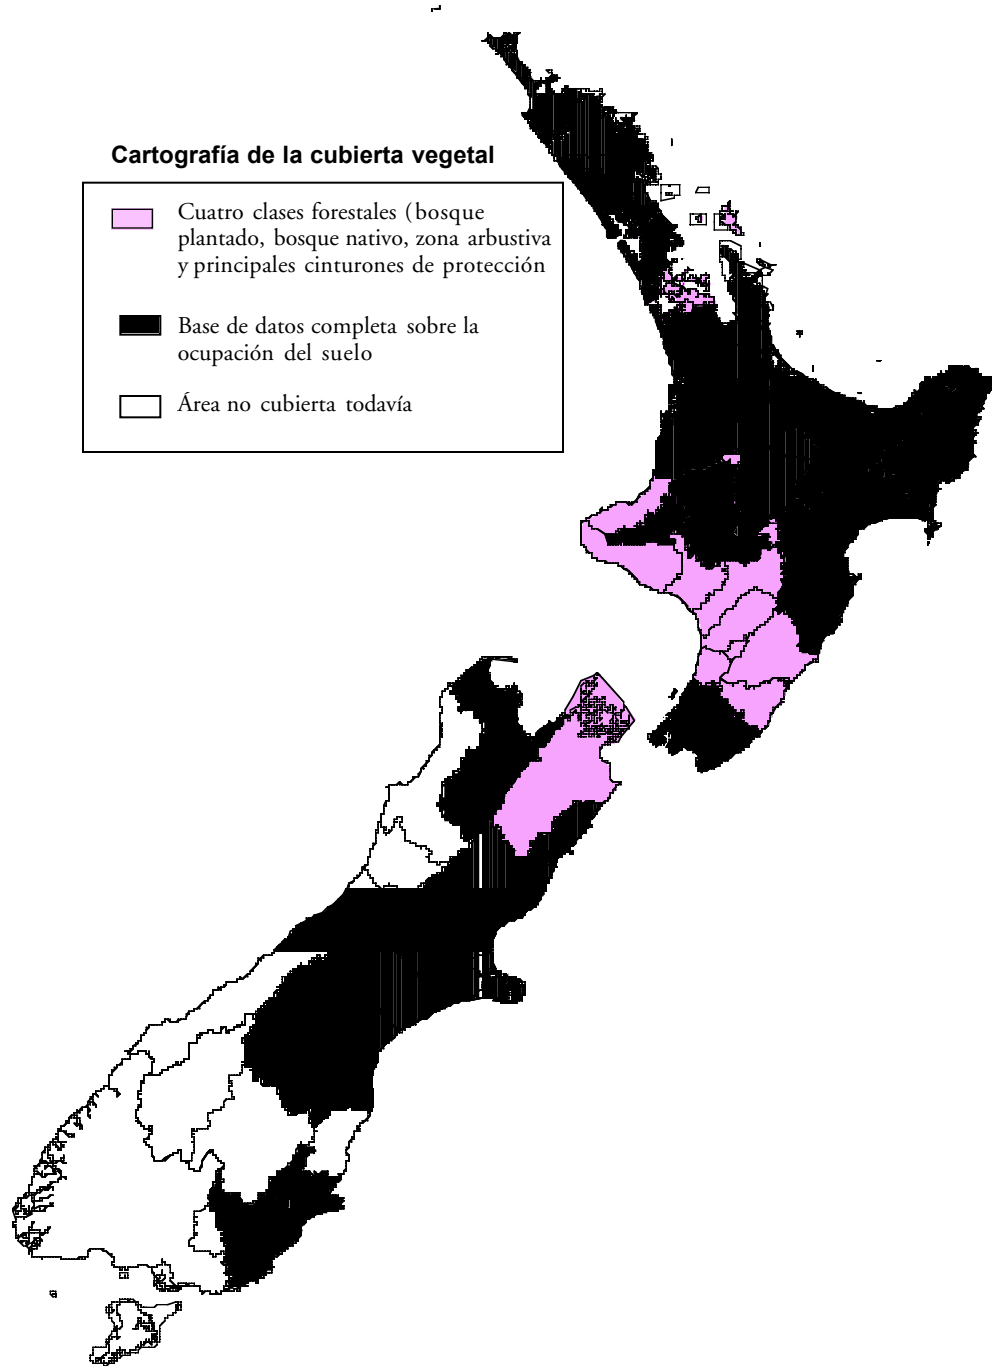 Cartografía de la cubierta vegetal
Cuatro clases forestales (bosque
plantado, bosque nativo, zona arbustiva
y principales cinturones de protección
Base de datos completa sobre la
ocupación del suelo
Área no cubierta todavía